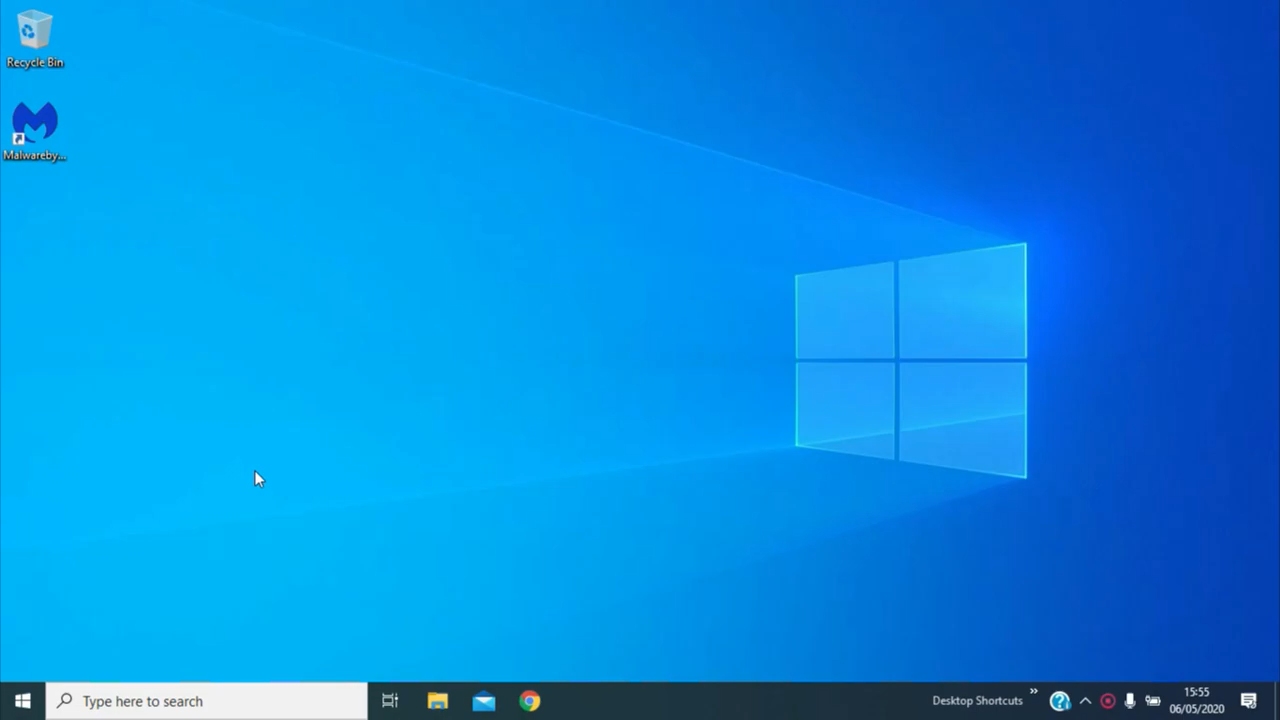 Recycle Bin
Malwareby...
Type here to search
Desktop Shortcuts
15:55
06/05/2020